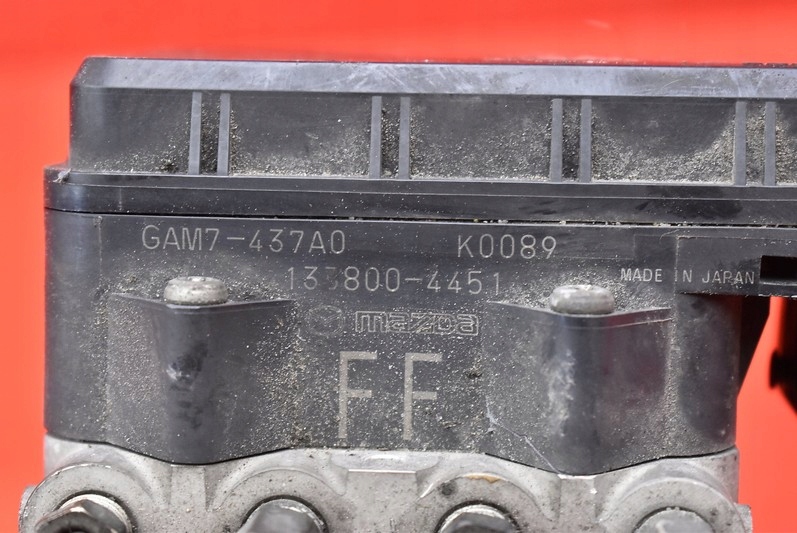 GAM7-437A0 K0089
133800-4451
MADE IN JAPAN
mazda
FF